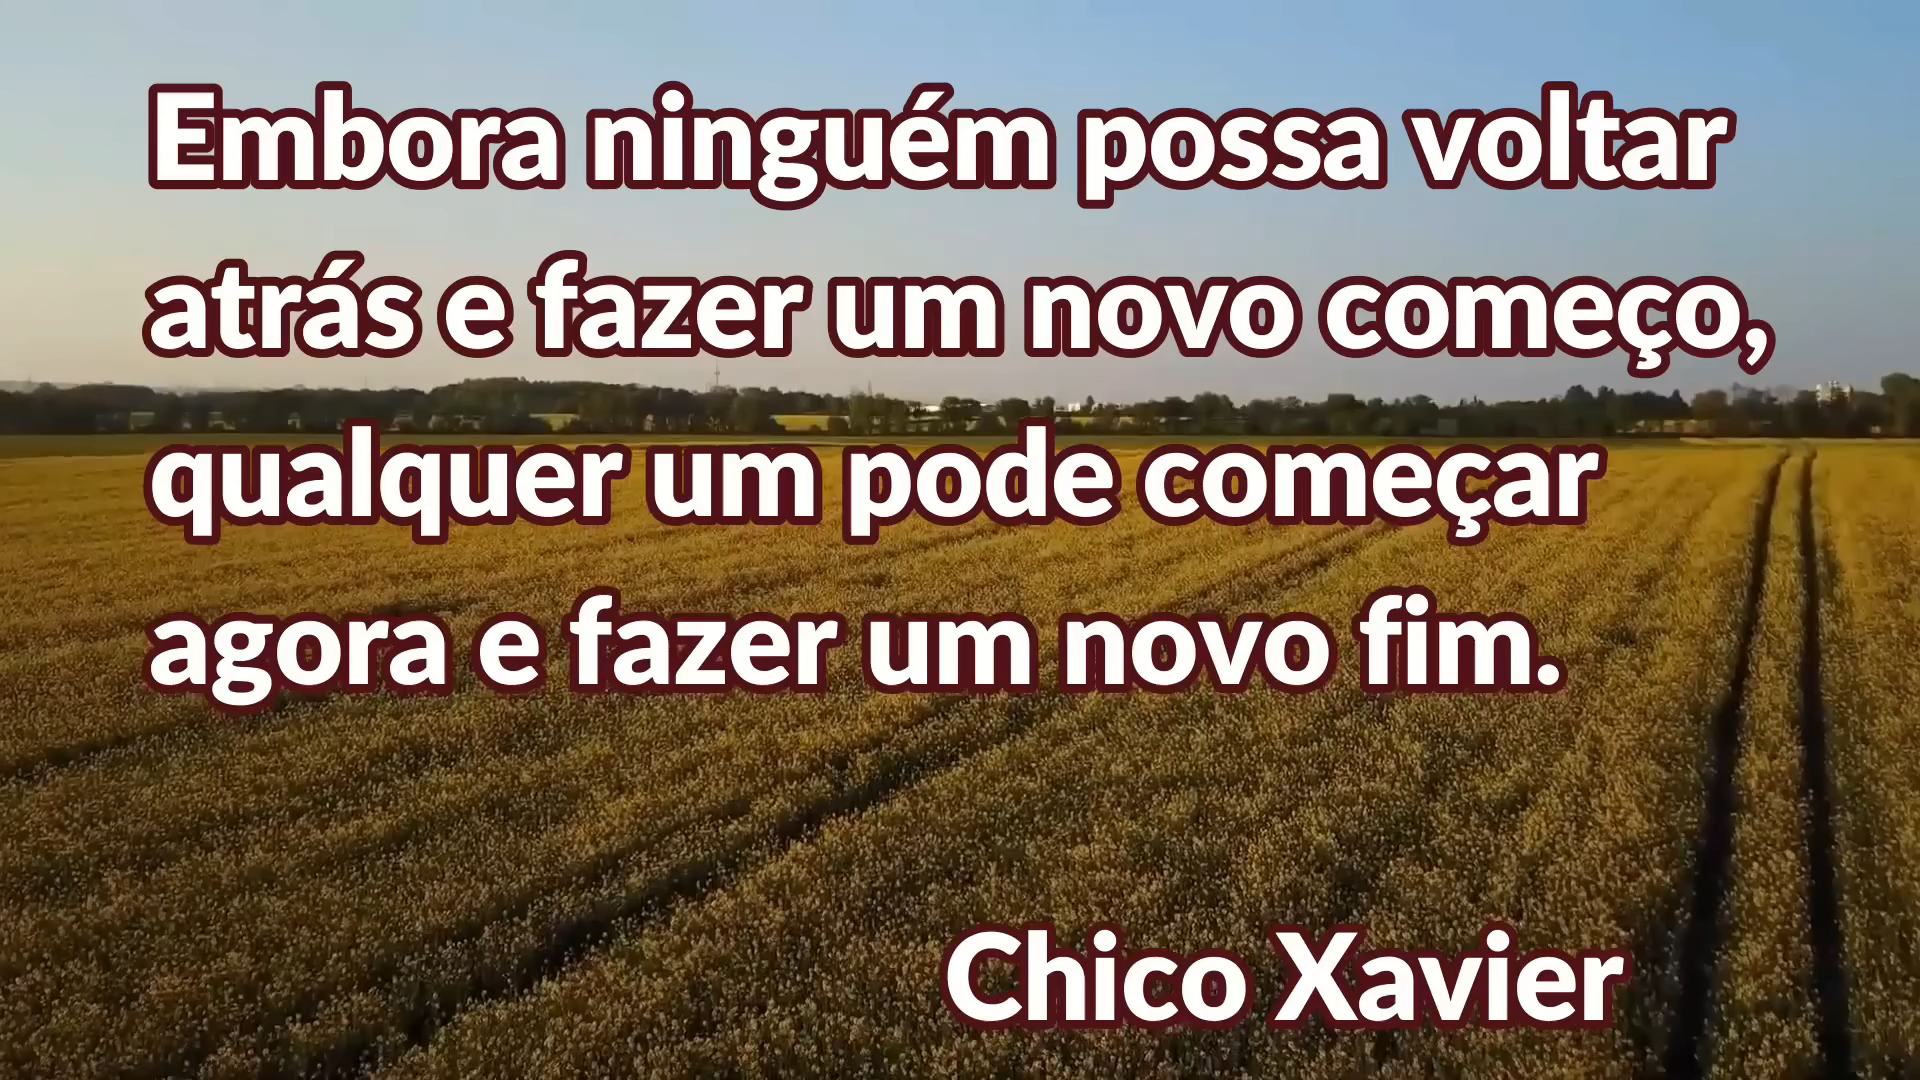 Embora ninguém possa voltar
atrás e fazer um novo começo,
qualquer um pode começar
agora e fazer um novo fim.
Chico Xavier